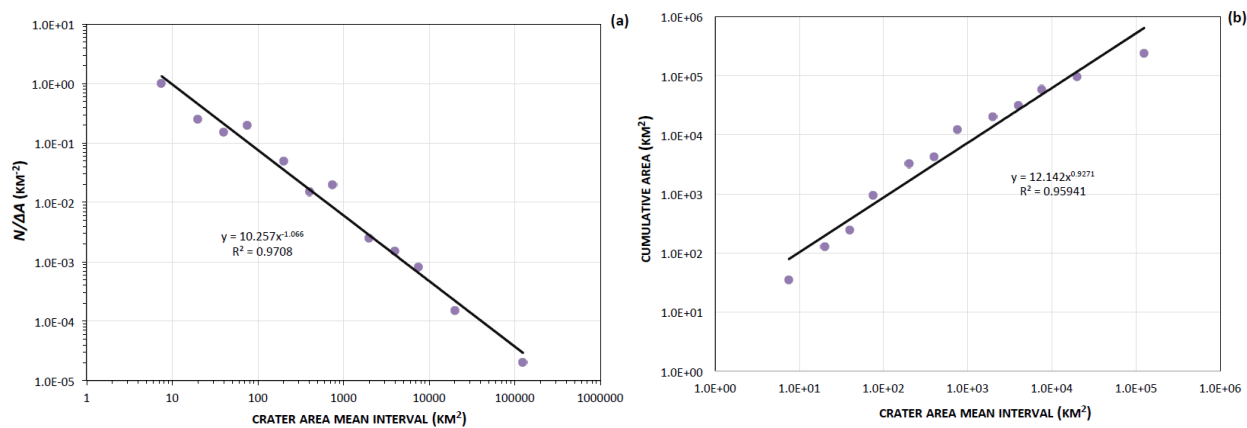 (a)
1.0E+01
1.0E+00
1.0E-01
1.0E-02
1.0E-03
1.0E-04
1.0E-05
N/ΔA (KM-2)
y = 10.257x-1.066
R² = 0.9708
1
10
100
1000
10000
100000
1000000
CRATER AREA MEAN INTERVAL (KM2)
(b)
1.0E+06
1.0E+05
1.0E+04
1.0E+03
1.0E+02
1.0E+01
1.0E+00
CUMULATIVE AREA (KM2)
y = 12.142x0.9271
R² = 0.95941
1.0E+00
1.0E+01
1.0E+02
1.0E+03
1.0E+04
1.0E+05
1.0E+06
CRATER AREA MEAN INTERVAL (KM2)